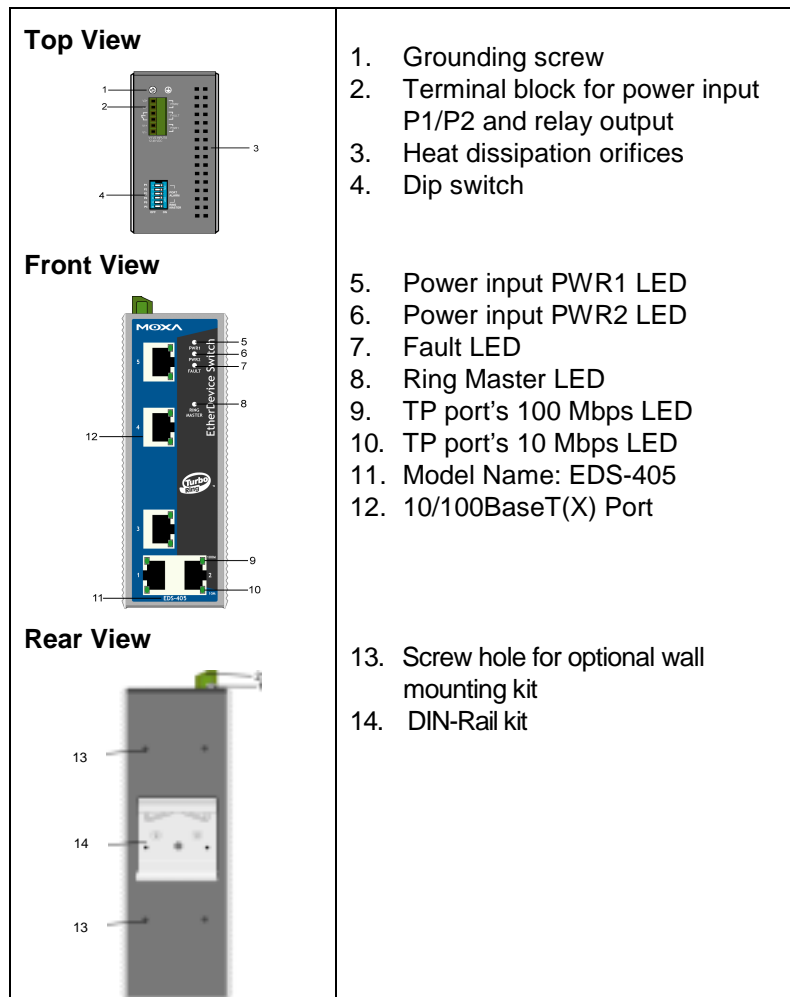 Top View
1
2
3
4
1. Grounding screw
2. Terminal block for power input
P1/P2 and relay output
3. Heat dissipation orifices
4. Dip switch
Front View
MOXA
5
PWR1
6
PWR2
7
FAULT
8
RING
MASTER
EtherDevice Switch
5
4
12
Turbo
Ring
3
1
2
9
10
11
EDS-405
5. Power input PWR1 LED
6. Power input PWR2 LED
7. Fault LED
8. Ring Master LED
9. TP port's 100 Mbps LED
10. TP port's 10 Mbps LED
11. Model Name: EDS-405
12. 10/100BaseT(X) Port
Rear View
13
14
13
13. Screw hole for optional wall
mounting kit
14. DIN-Rail kit